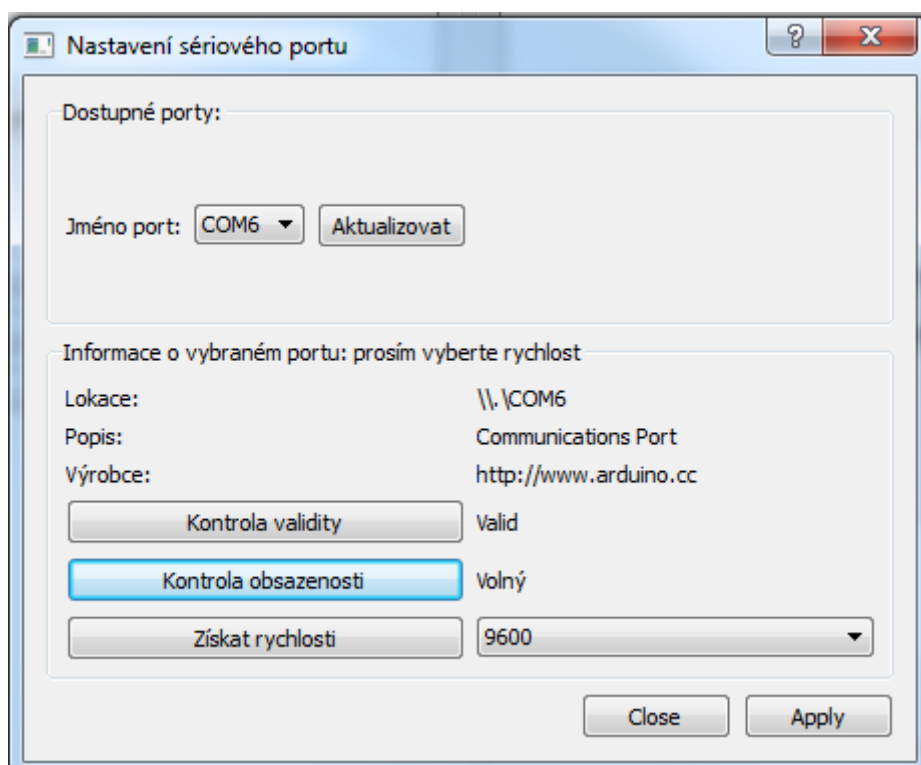 Nastavení sériového portu
Dostupné porty:
Jméno port: COM6 Aktualizovat
Informace o vybraném portu: prosím vyberte rychlost
Lokace: \\.\COM6
Popis: Communications Port
Výrobce: http://www.arduino.cc
Kontrola validity Valid
Kontrola obsazenosti Volný
Získat rychlosti 9600
Close Apply